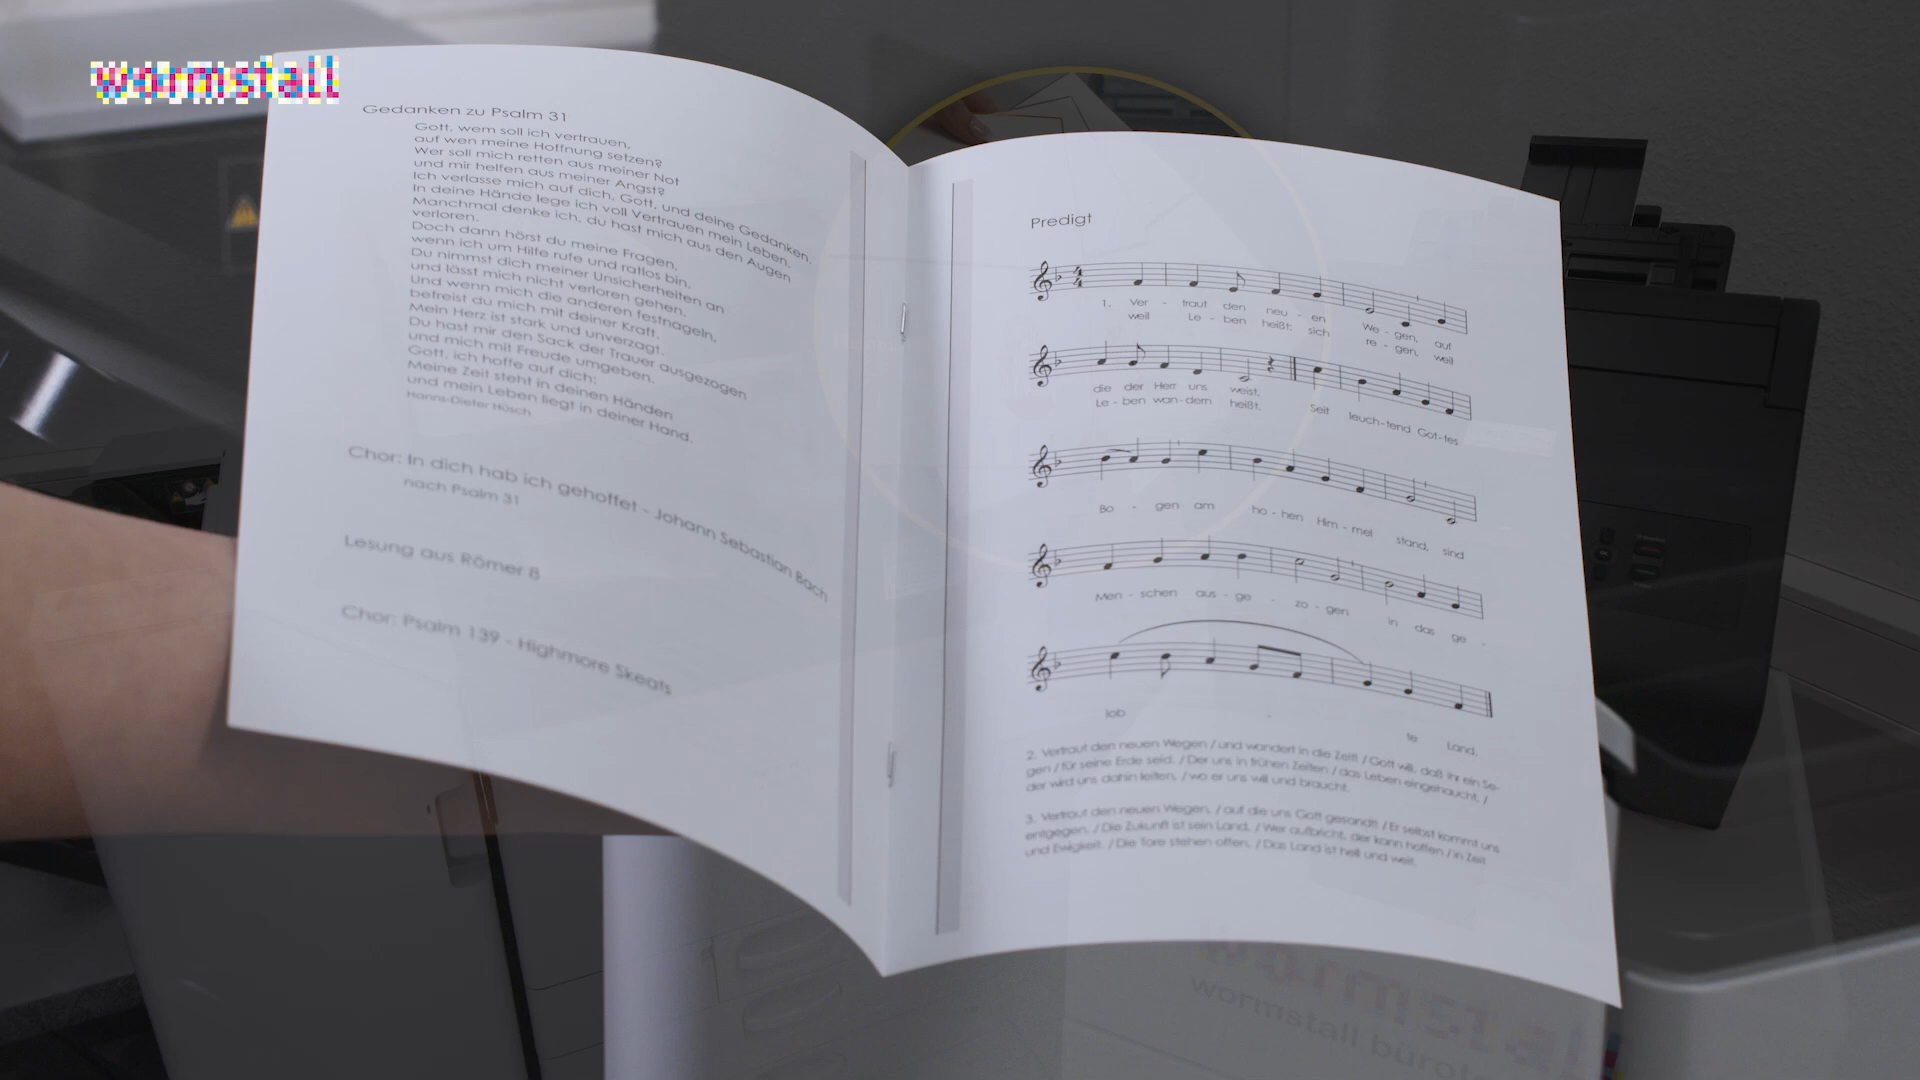 wormstall
Gedanken zu Psalm 31
Gott, wem soll ich vertrauen,
auf wen meine Hoffnung setzen?
Wer soll mich retten aus meiner Not
und mir helfen aus meiner Angst?
Ich verlasse mich auf dich, Gott, und deine Gedanken.
In deine Hände lege ich voll Vertrauen mein Leben.
Manchmal denke ich, du hast mich aus den Augen
verloren.
Doch dann hörst du meine Fragen,
wenn ich um Hilfe rufe und ratlos bin.
Du nimmst dich meiner Unsicherheiten an
und lässt mich nicht verloren gehen.
Und wenn mich die anderen festnageln,
befreist du mich mit deiner Kraft.
Mein Herz ist stark und unverzagt.
Du hast mir den Sack der Trauer ausgezogen
und mich mit Freude umgeben.
Gott, ich hoffe auf dich:
Meine Zeit steht in deinen Händen
und mein Leben liegt in deiner Hand.
Hanns-Dieter Hüsch
Chor: In dich hab ich gehoffet - Johann Sebastian Bach
nach Psalm 31
Lesung aus Römer 8
Chor: Psalm 139 - Highmore Skeats
Predigt
1. Ver - traut den neu - en We - gen, auf
weil Le - ben heißt: sich re - gen, weil
die der Herr uns weist,
Le - ben wan-dern heißt. Seit leuch-tend Got-tes
Bo - gen am ho - hen Him - mel stand, sind
Men - schen aus - ge - zo - gen in das ge -
lob - te Land.
2. Vertraut den neuen Wegen / und wandert in die Zeit! / Gott will, daß ihr ein Se-
gen / für seine Erde seid. / Der uns in frühen Zeiten / das Leben eingehaucht, /
der wird uns dahin leiten, / wo er uns will und braucht.
3. Vertraut den neuen Wegen, / auf die uns Gott gesandt! / Er selbst kommt uns
entgegen. / Die Zukunft ist sein Land. / Wer aufbricht, der kann hoffen / in Zeit
und Ewigkeit. / Die Tore stehen offen. / Das Land ist hell und weit.
wormstall